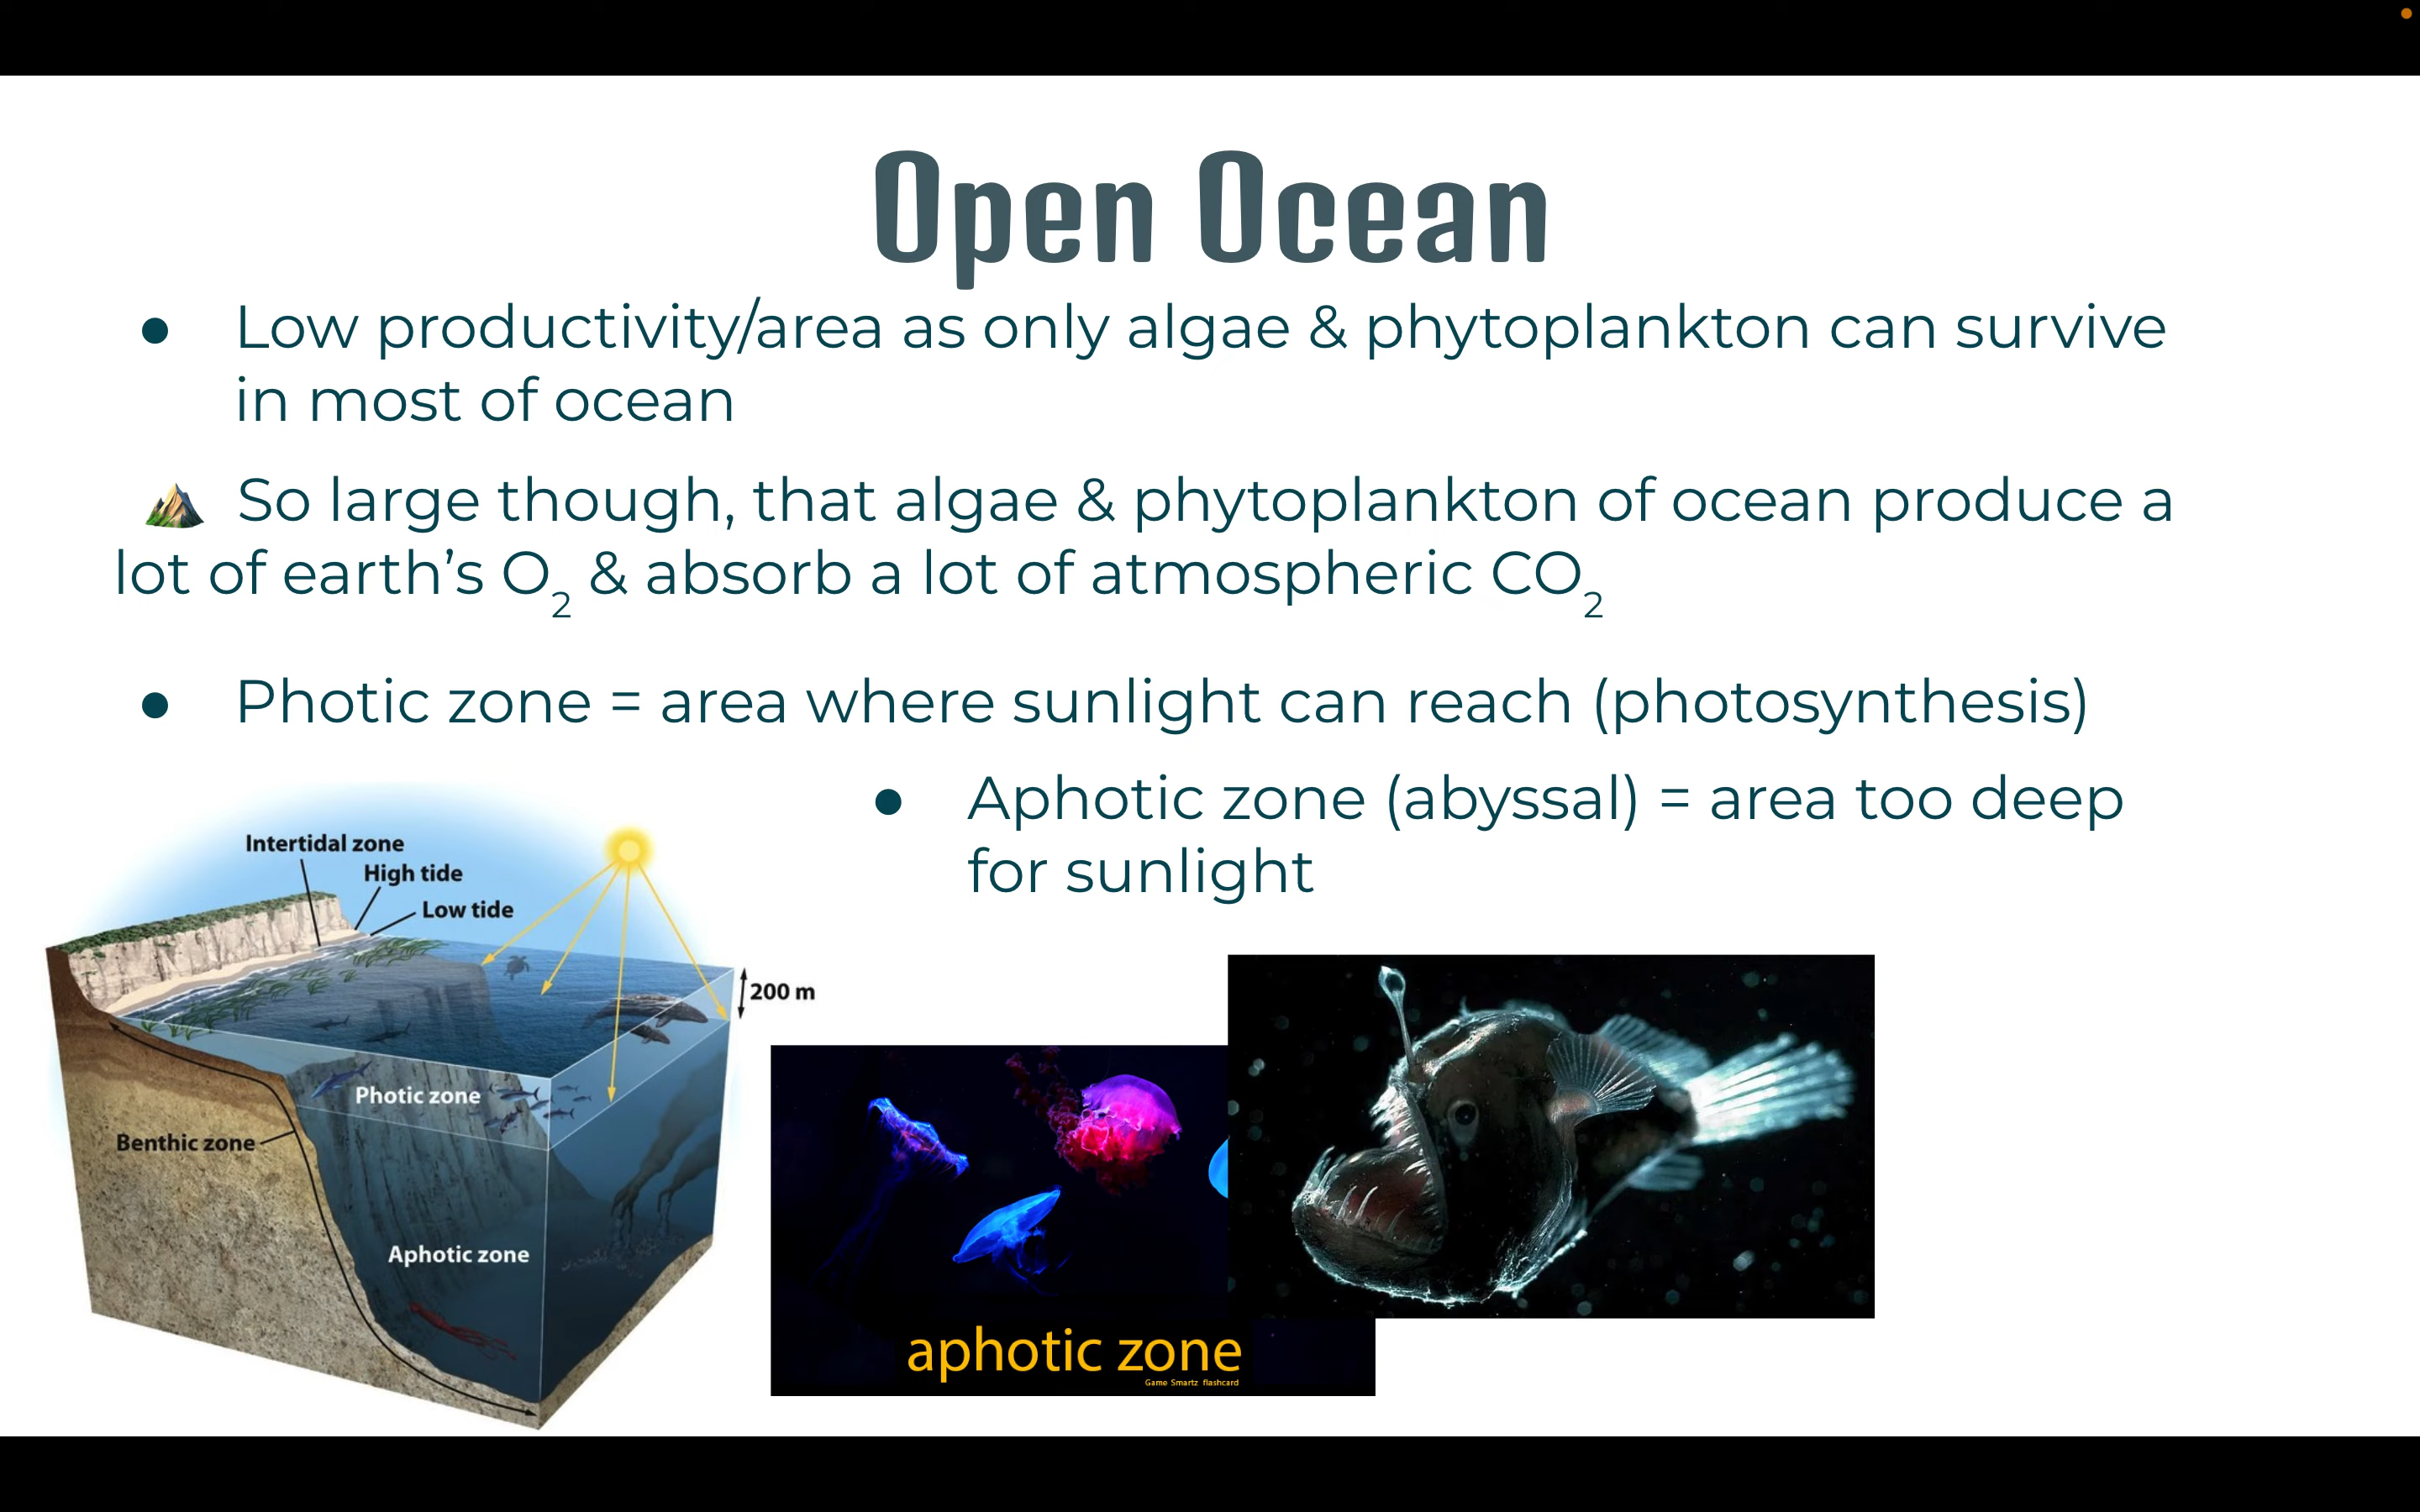 Open Ocean
● Low productivity/area as only algae & phytoplankton can survive
in most of ocean
So large though, that algae & phytoplankton of ocean produce a
lot of earth’s O₂ & absorb a lot of atmospheric CO₂
● Photic zone = area where sunlight can reach (photosynthesis)
● Aphotic zone (abyssal) = area too deep
for sunlight
Intertidal zone
High tide
Low tide
200 m
Photic zone
Benthic zone
Aphotic zone
aphotic zone
Game Smartz flashcard